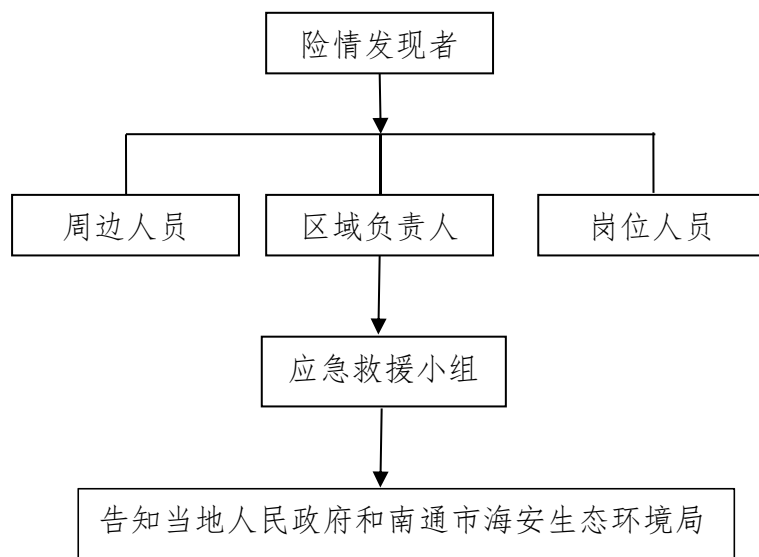 险情发现者
周边人员
区域负责人
岗位人员
应急救援小组
告知当地人民政府和南通市海安生态环境局